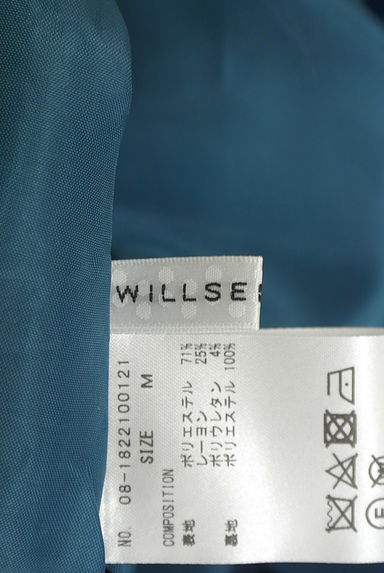 WILLSE
NO. 08-1822100121
SIZE M
COMPOSITION
表地 ポリエステル 71%
レーヨン 25%
ポリウレタン 4%
裏地 ポリエステル 100%